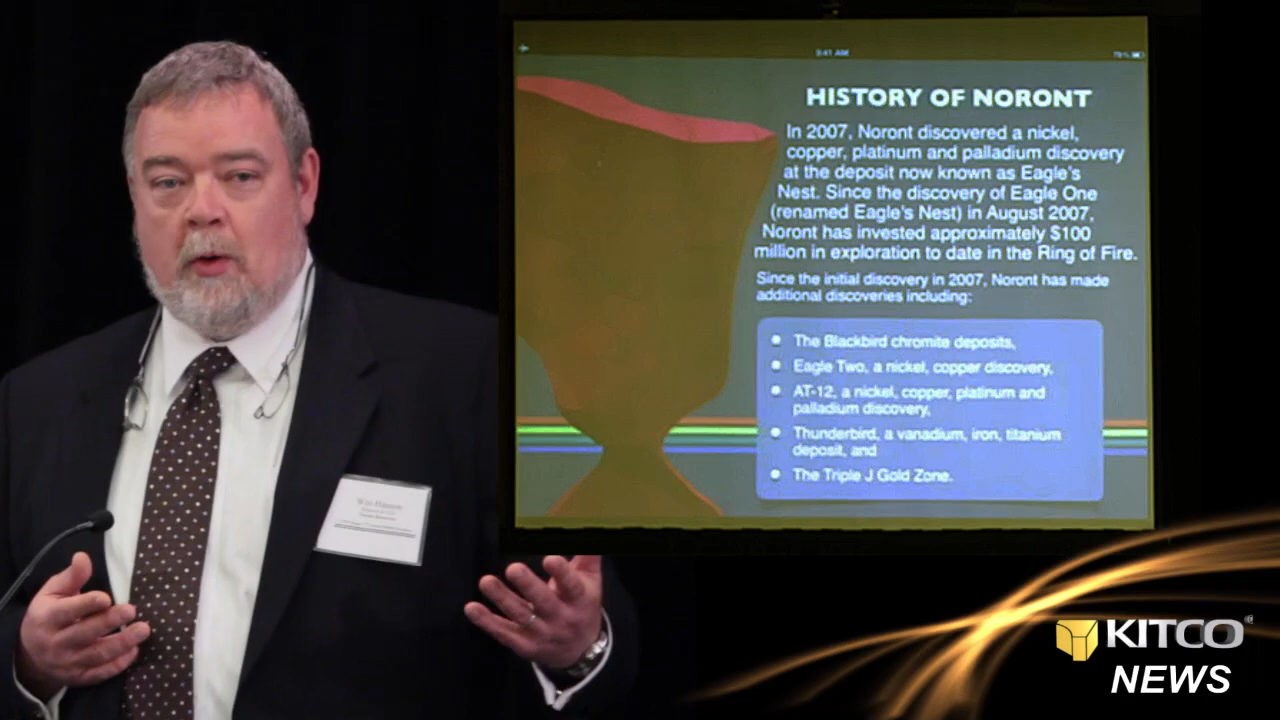 9:41 AM
HISTORY OF NORONT
In 2007, Noront discovered a nickel,
copper, platinum and palladium discovery
at the deposit now known as Eagle's
Nest. Since the discovery of Eagle One
(renamed Eagle's Nest) in August 2007,
Noront has invested approximately $100
million in exploration to date in the Ring of Fire.
Since the initial discovery in 2007, Noront has made
additional discoveries including:
The Blackbird chromite deposits,
Eagle Two, a nickel, copper discovery,
AT-12, a nickel, copper, platinum and
palladium discovery,
Thunderbird, a vanadium, iron, titanium
deposit, and
The Triple J Gold Zone.
KITCO
NEWS